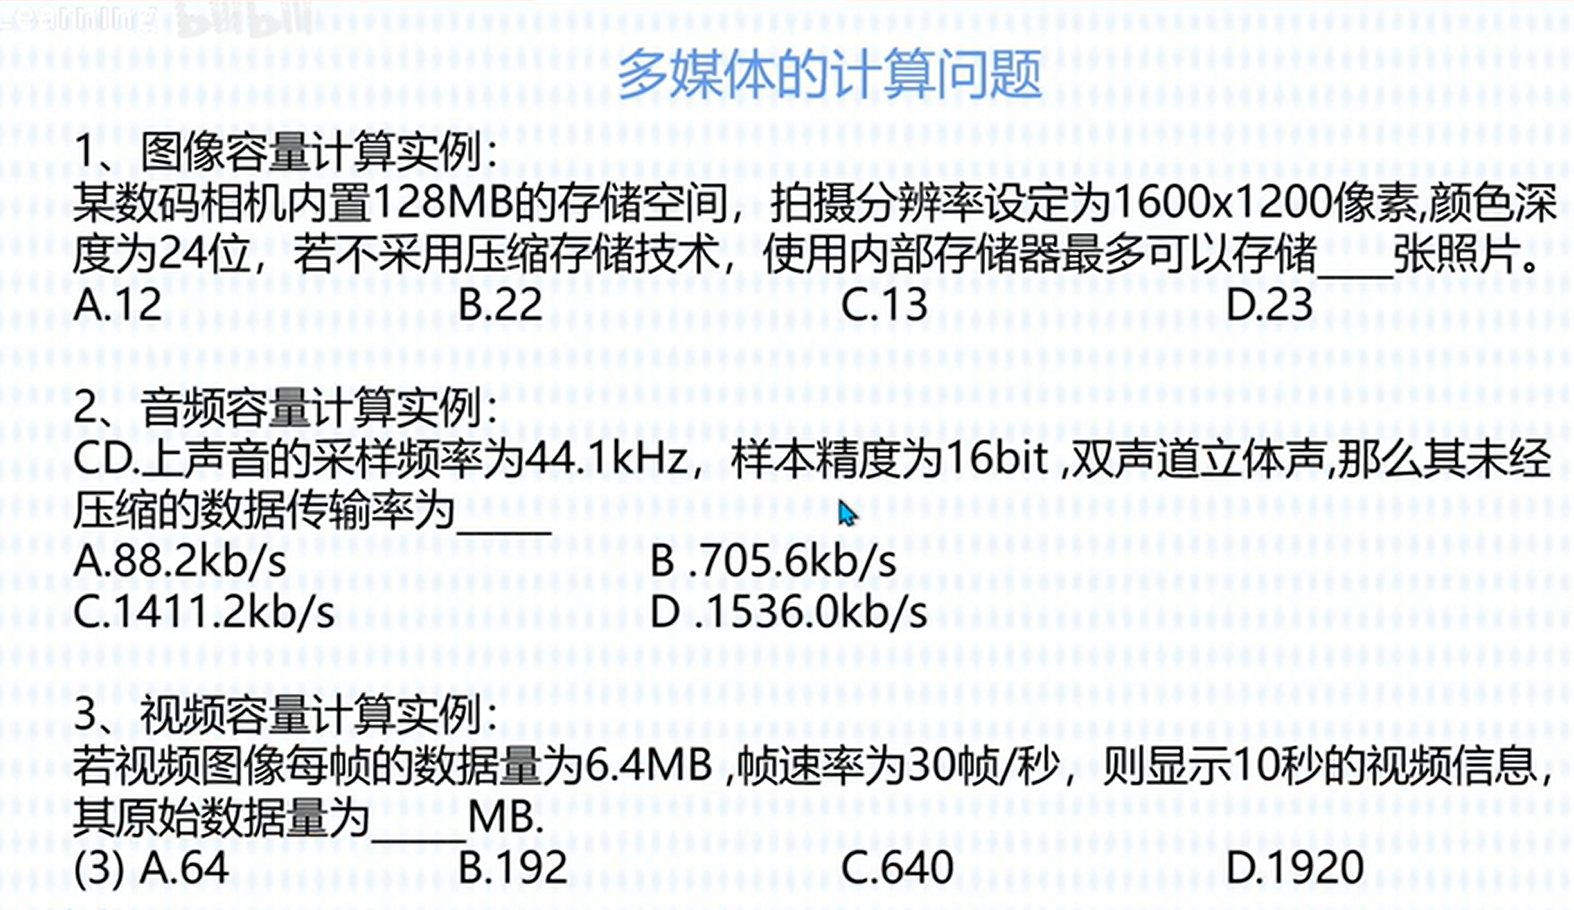 Learning bilibili
多媒体的计算问题
1、图像容量计算实例：
某数码相机内置128MB的存储空间，拍摄分辨率设定为1600x1200像素,颜色深
度为24位，若不采用压缩存储技术，使用内部存储器最多可以存储____张照片。
A.12 B.22 C.13 D.23
2、音频容量计算实例：
CD.上声音的采样频率为44.1kHz，样本精度为16bit ,双声道立体声,那么其未经
压缩的数据传输率为_____
A.88.2kb/s B .705.6kb/s
C.1411.2kb/s D .1536.0kb/s
3、视频容量计算实例：
若视频图像每帧的数据量为6.4MB ,帧速率为30帧/秒，则显示10秒的视频信息，
其原始数据量为_____MB.
(3) A.64 B.192 C.640 D.1920